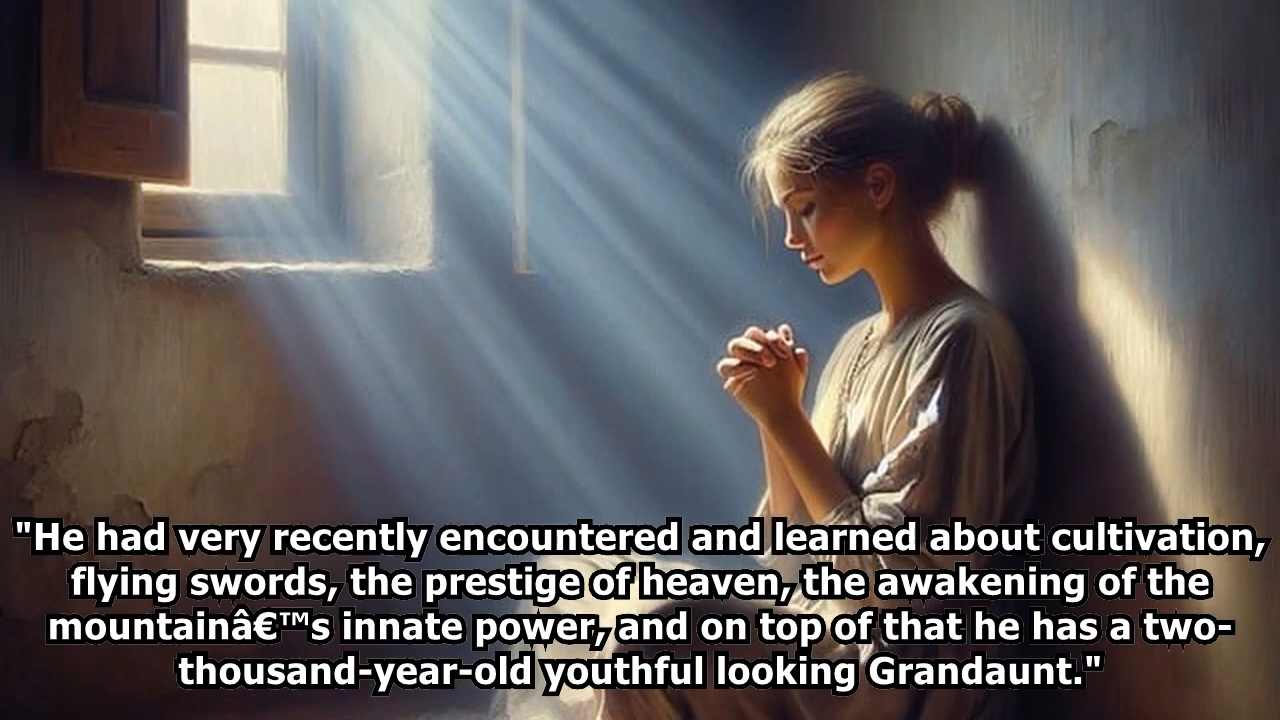 "He had very recently encountered and learned about cultivation,
flying swords, the prestige of heaven, the awakening of the
mountainâ€™s innate power, and on top of that he has a two-
thousand-year-old youthful looking Grandaunt."